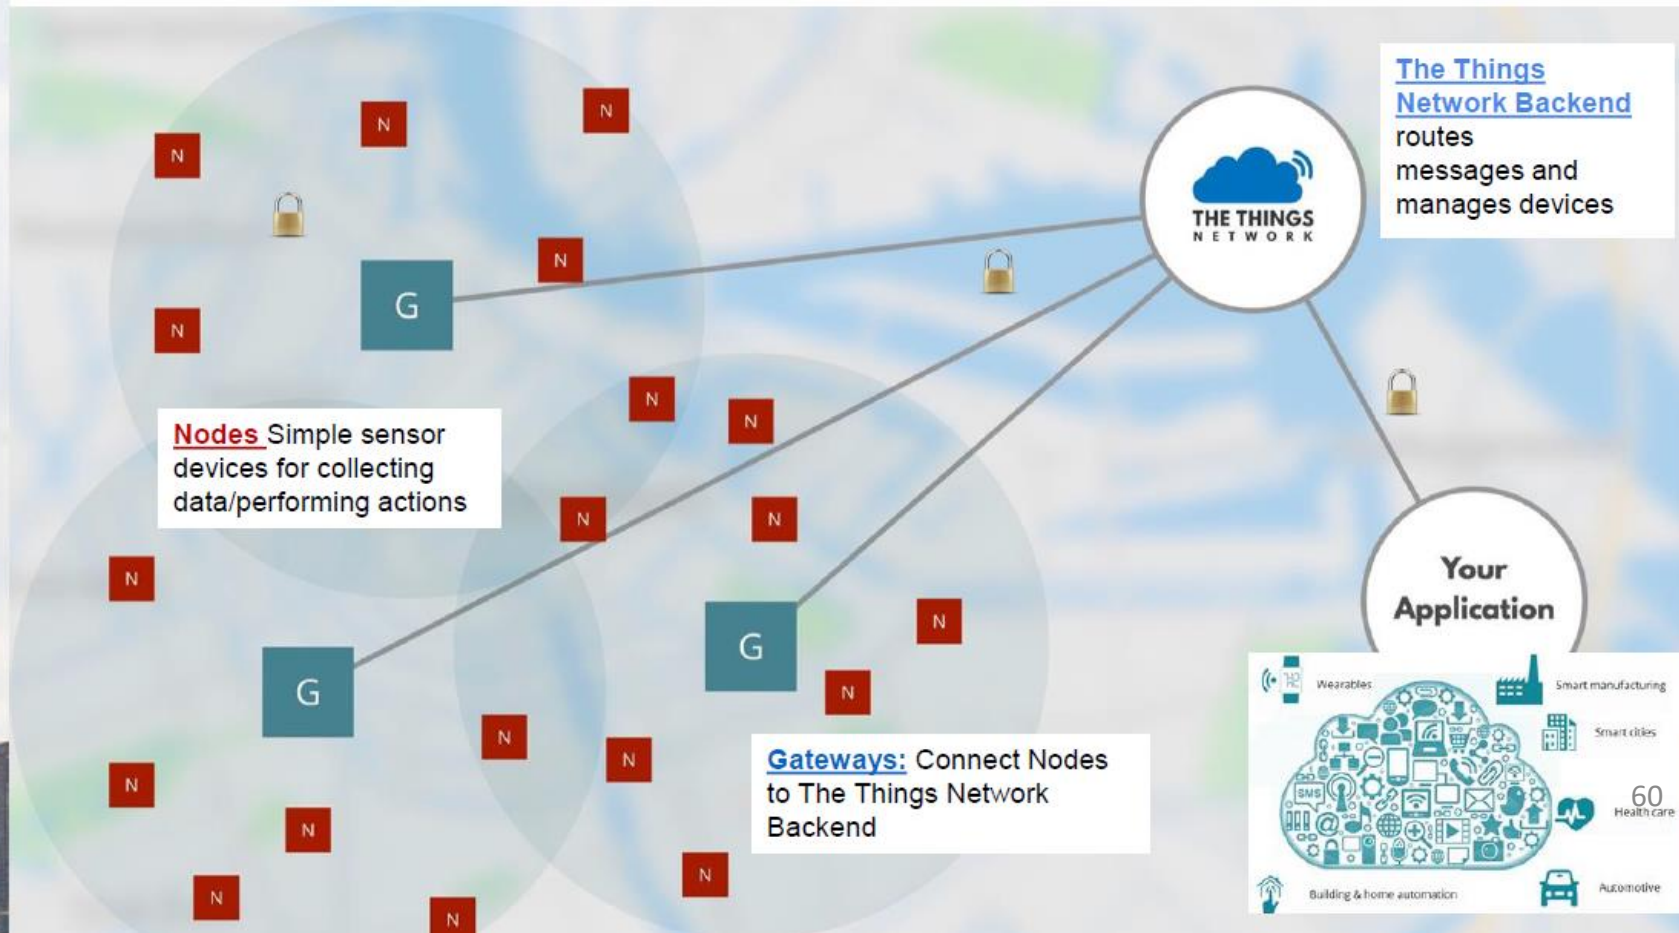 N
N
N
The Things
Network Backend
routes
messages and
manages devices
THE THINGS
NETWORK
N
G
N
N
N
Nodes Simple sensor
devices for collecting
data/performing actions
N
N
N
Your
Application
N
G
G
N
N
N
N
Gateways: Connect Nodes
to The Things Network
Backend
N
N
N
N
N
Wearables
Smart manufacturing
Smart cities
SMS
@
60
Health care
Building & home automation
Automotive